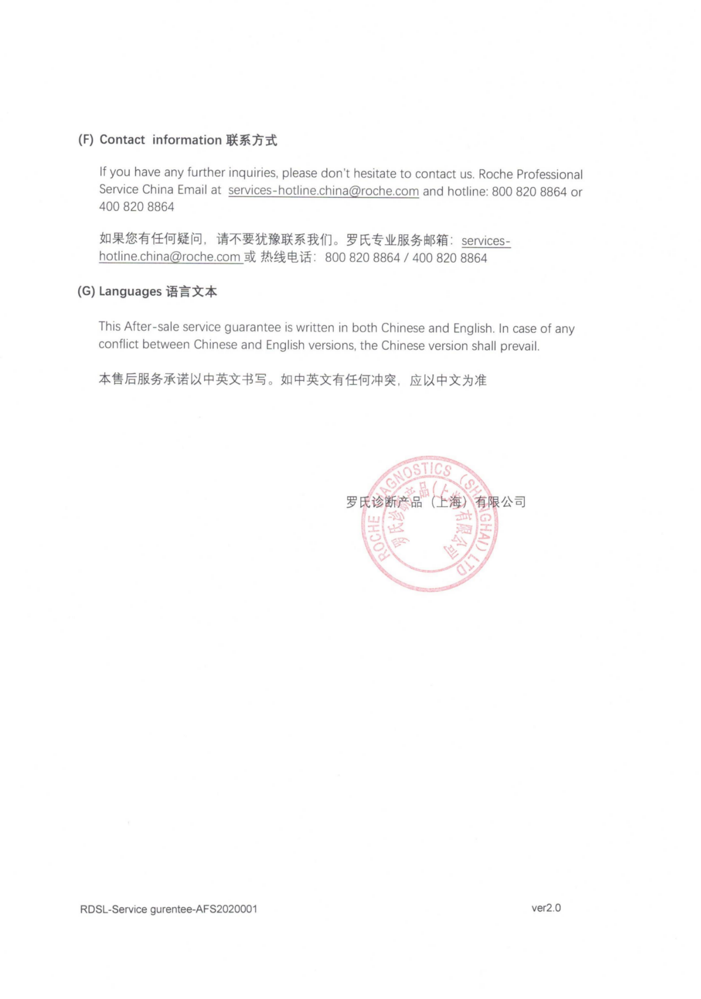 (F) Contact information 联系方式
If you have any further inquiries, please don't hesitate to contact us. Roche Professional
Service China Email at services-hotline.china@roche.com and hotline: 800 820 8864 or
400 820 8864
如果您有任何疑问，请不要犹豫联系我们。罗氏专业服务邮箱：services-
hotline.china@roche.com 或 热线电话：800 820 8864 / 400 820 8864
(G) Languages 语言文本
This After-sale service guarantee is written in both Chinese and English. In case of any
conflict between Chinese and English versions, the Chinese version shall prevail.
本售后服务承诺以中英文书写。如中英文有任何冲突，应以中文为准
罗氏诊断产品（上海）有限公司
ROCHE DIAGNOSTICS (SHANGHAI) LTD
罗氏诊断产品(上海)有限公司
RDSL-Service gurentee-AFS2020001
ver2.0